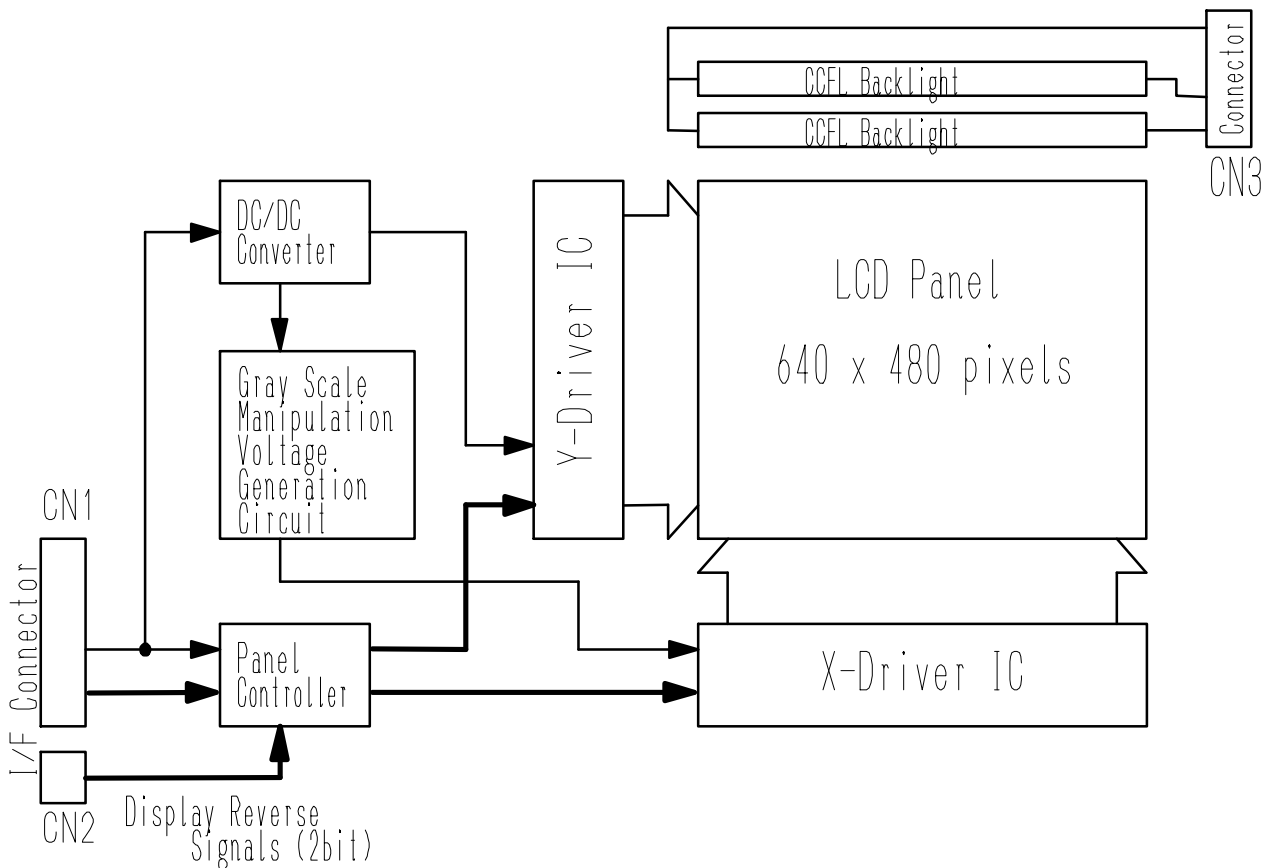 CCFL Backlight
CCFL Backlight
Connector
CN3
DC/DC
Converter
Y-Driver IC
LCD Panel
640 x 480 pixels
Gray Scale
Manipulation
Voltage
Generation
Circuit
CN1
I/F Connector
Panel
Controller
X-Driver IC
CN2
Display Reverse
Signals (2bit)